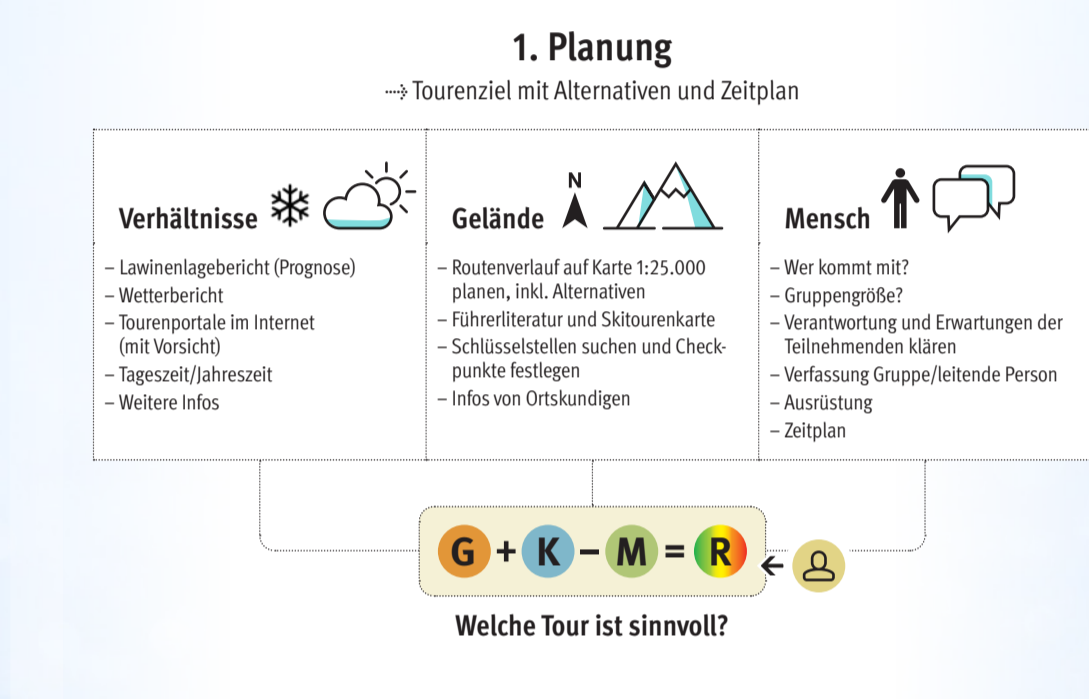 1. Planung
Tourenziel mit Alternativen und Zeitplan
Verhältnisse
– Lawinenlagebericht (Prognose)
– Wetterbericht
– Tourenportale im Internet
(mit Vorsicht)
– Tageszeit/Jahreszeit
– Weitere Infos
N
Gelände
– Routenverlauf auf Karte 1:25.000
planen, inkl. Alternativen
– Führerliteratur und Skitourenkarte
– Schlüsselstellen suchen und Check-
punkte festlegen
– Infos von Ortskundigen
Mensch
– Wer kommt mit?
– Gruppengröße?
– Verantwortung und Erwartungen der
Teilnehmenden klären
– Verfassung Gruppe/leitende Person
– Ausrüstung
– Zeitplan
G + K – M = R
Welche Tour ist sinnvoll?